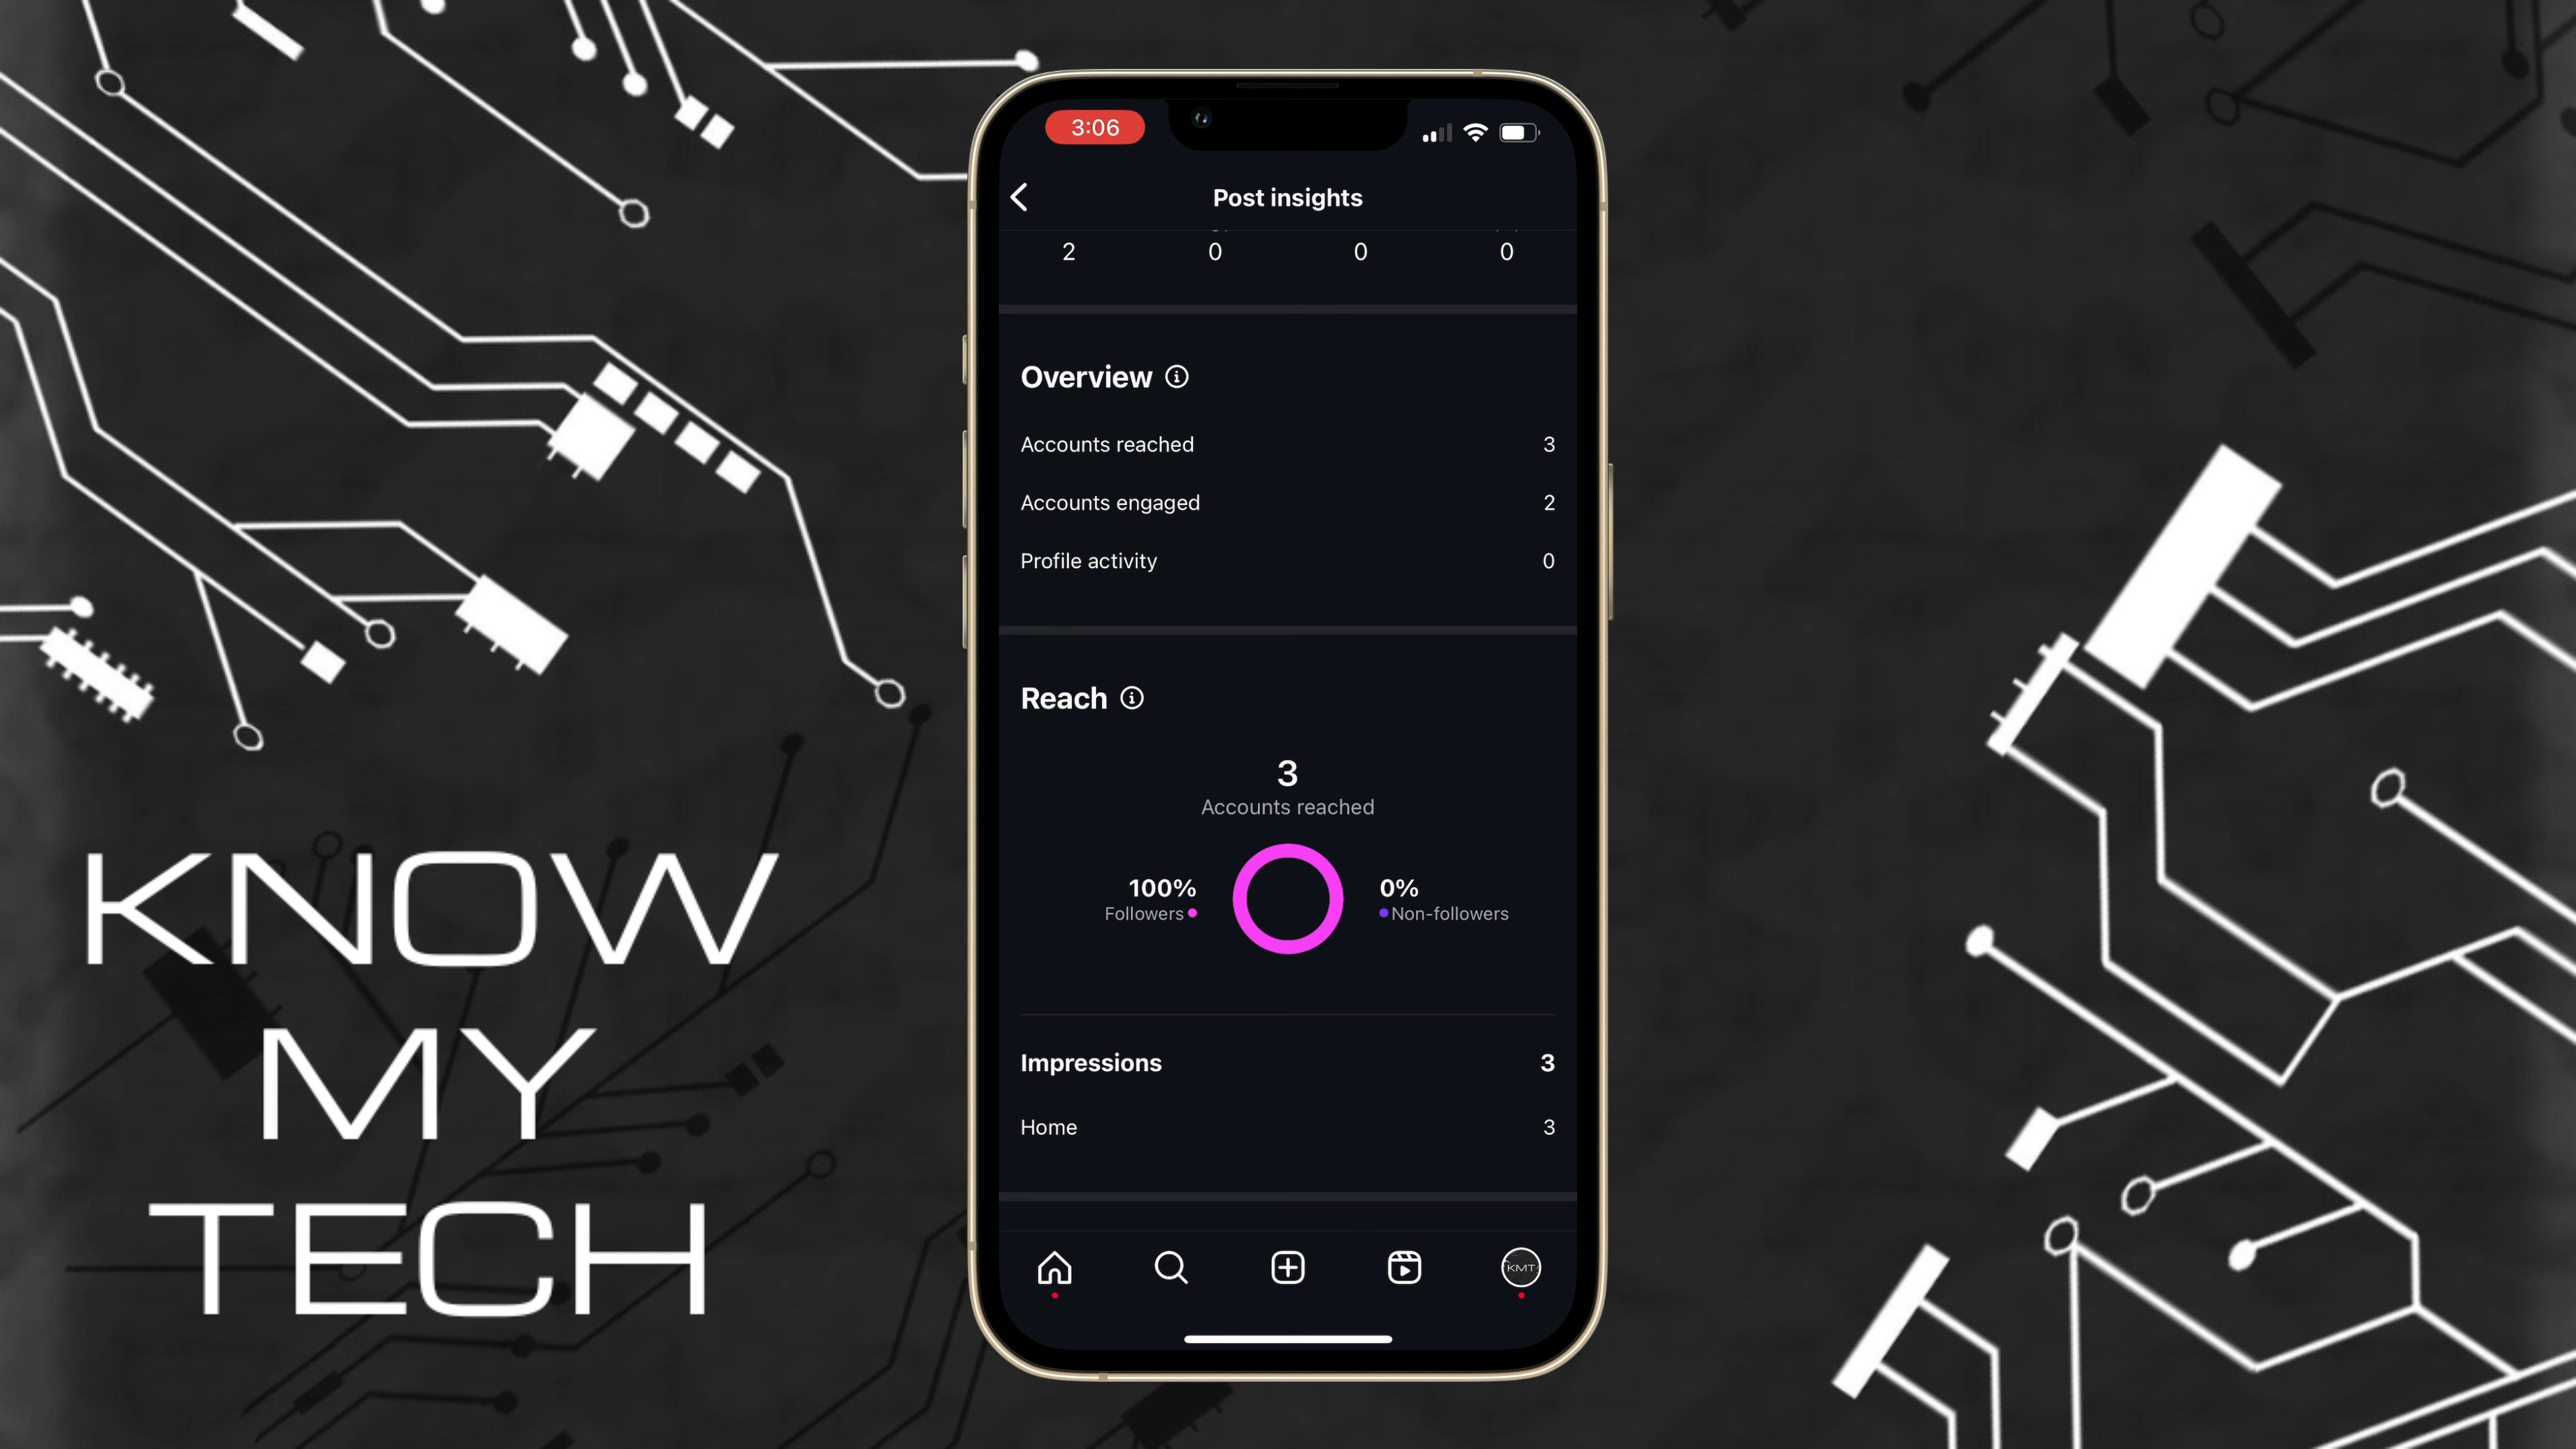 3:06
Post insights
2 0 0 0
Overview
Accounts reached 3
Accounts engaged 2
Profile activity 0
Reach
3
Accounts reached
100% 0%
Followers Non-followers
Impressions 3
Home 3
KMT
KNOW
MY
TECH